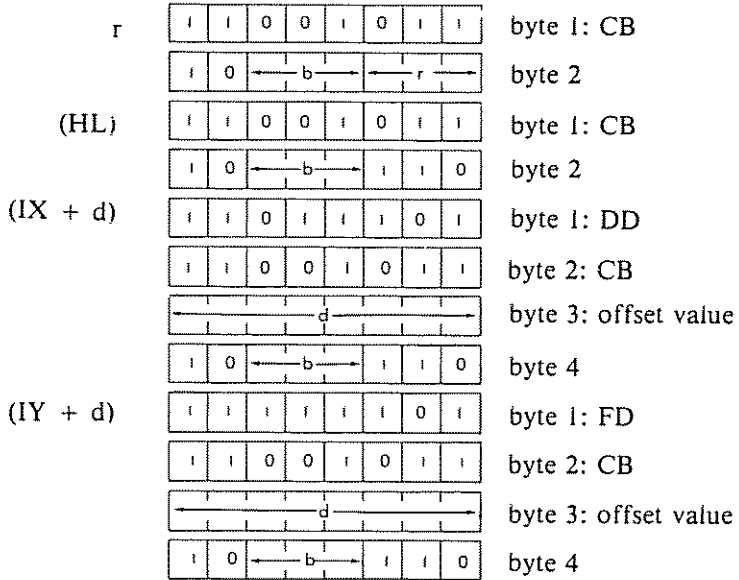 r 1 1 0 0 1 0 1 1 byte 1: CB
1 0 b r byte 2
(HL) 1 1 0 0 1 0 1 1 byte 1: CB
1 0 b 1 1 0 byte 2
(IX + d) 1 1 0 1 1 1 0 1 byte 1: DD
1 1 0 0 1 0 1 1 byte 2: CB
d byte 3: offset value
1 0 b 1 1 0 byte 4
(IY + d) 1 1 1 1 1 1 0 1 byte 1: FD
1 1 0 0 1 0 1 1 byte 2: CB
d byte 3: offset value
1 0 b 1 1 0 byte 4